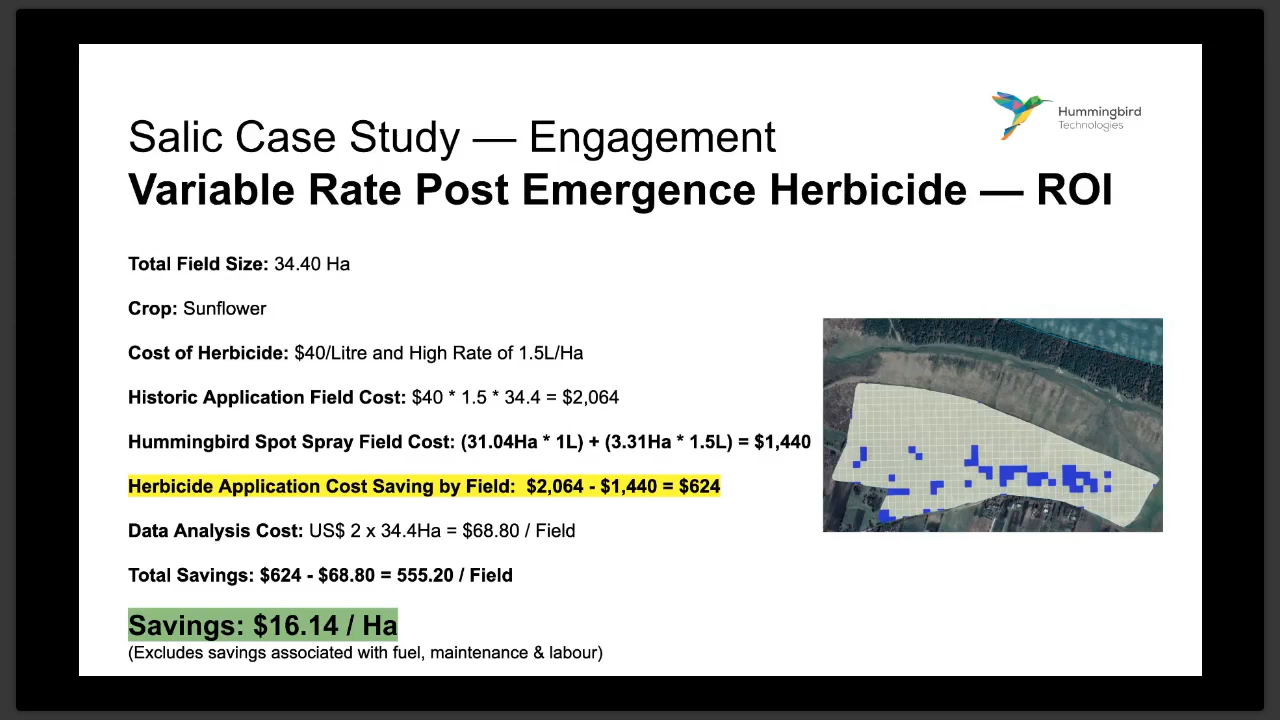 Hummingbird
Technologies
Salic Case Study — Engagement
Variable Rate Post Emergence Herbicide — ROI
Total Field Size: 34.40 Ha
Crop: Sunflower
Cost of Herbicide: $40/Litre and High Rate of 1.5L/Ha
Historic Application Field Cost: $40 * 1.5 * 34.4 = $2,064
Hummingbird Spot Spray Field Cost: (31.04Ha * 1L) + (3.31Ha * 1.5L) = $1,440
Herbicide Application Cost Saving by Field: $2,064 - $1,440 = $624
Data Analysis Cost: US$ 2 x 34.4Ha = $68.80 / Field
Total Savings: $624 - $68.80 = 555.20 / Field
Savings: $16.14 / Ha
(Excludes savings associated with fuel, maintenance & labour)